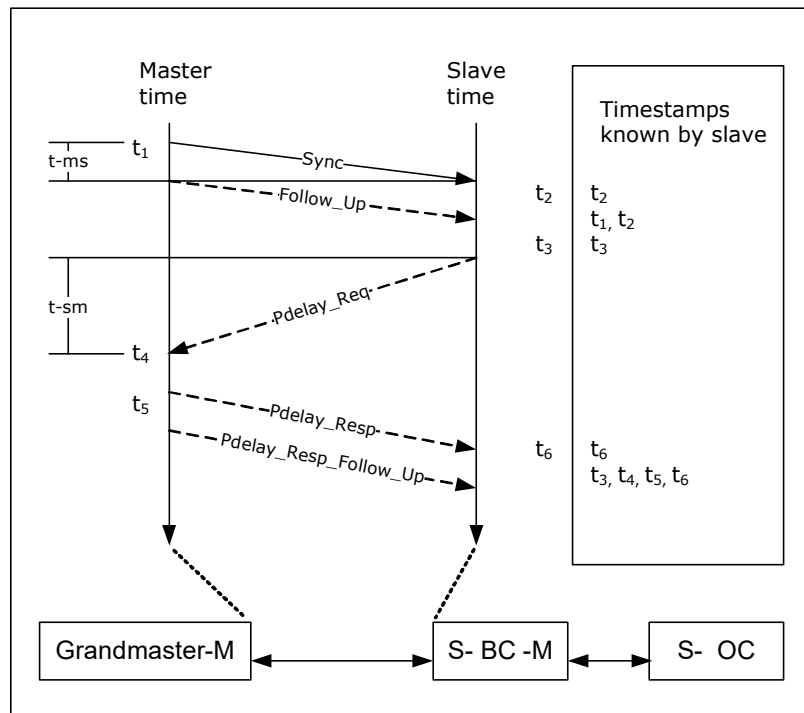 Master
time
Slave
time
Timestamps
known by slave
t₁
t-ms
Sync
Follow_Up
t₂
t₂
t₁, t₂
t₃
t₃
t-sm
Pdelay_Req
t₄
t₅
Pdelay_Resp
Pdelay_Resp_Follow_Up
t₆
t₆
t₃, t₄, t₅, t₆
Grandmaster-M
S- BC -M
S- OC